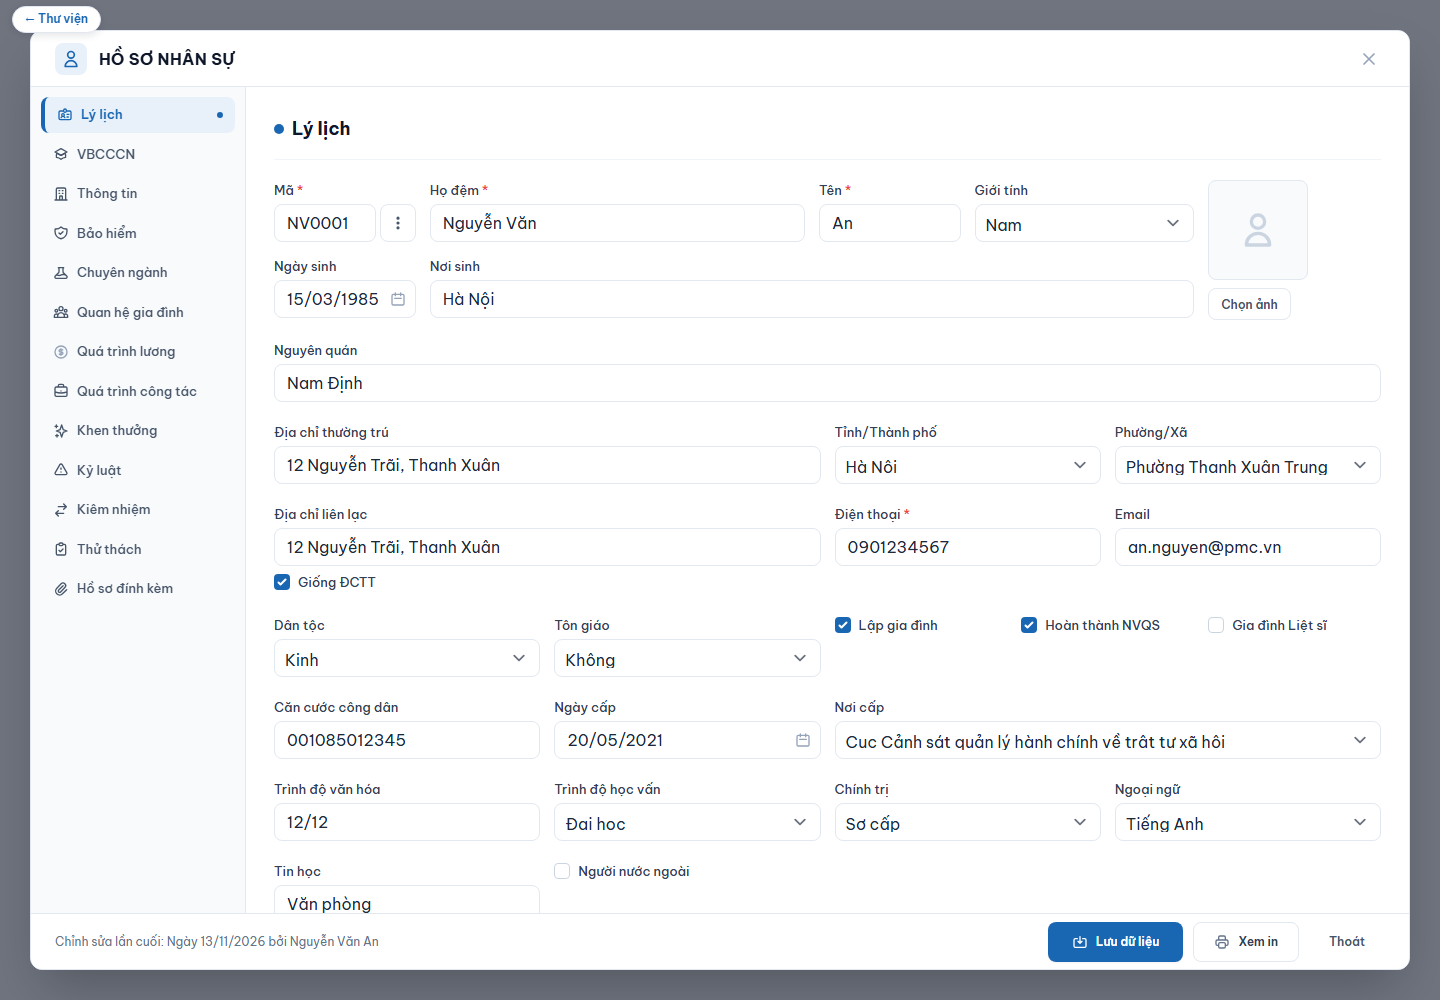 ← Thư viện
HỒ SƠ NHÂN SỰ
Lý lịch
VBCCCN
Thông tin
Bảo hiểm
Chuyên ngành
Quan hệ gia đình
Quá trình lương
Quá trình công tác
Khen thưởng
Kỷ luật
Kiêm nhiệm
Thử thách
Hồ sơ đính kèm
Lý lịch
Mã * Họ đệm * Tên * Giới tính
NV0001 Nguyễn Văn An Nam
Ngày sinh Nơi sinh
15/03/1985 Hà Nội
Chọn ảnh
Nguyên quán
Nam Định
Địa chỉ thường trú Tỉnh/Thành phố Phường/Xã
12 Nguyễn Trãi, Thanh Xuân Hà Nội Phường Thanh Xuân Trung
Địa chỉ liên lạc Điện thoại * Email
12 Nguyễn Trãi, Thanh Xuân 0901234567 an.nguyen@pmc.vn
Giống ĐCTT
Dân tộc Tôn giáo Lập gia đình Hoàn thành NVQS Gia đình Liệt sĩ
Kinh Không
Căn cước công dân Ngày cấp Nơi cấp
001085012345 20/05/2021 Cục Cảnh sát quản lý hành chính về trật tự xã hội
Trình độ văn hóa Trình độ học vấn Chính trị Ngoại ngữ
12/12 Đại học Sơ cấp Tiếng Anh
Tin học Người nước ngoài
Văn phòng
Chỉnh sửa lần cuối: Ngày 13/11/2026 bởi Nguyễn Văn An
Lưu dữ liệu Xem in Thoát